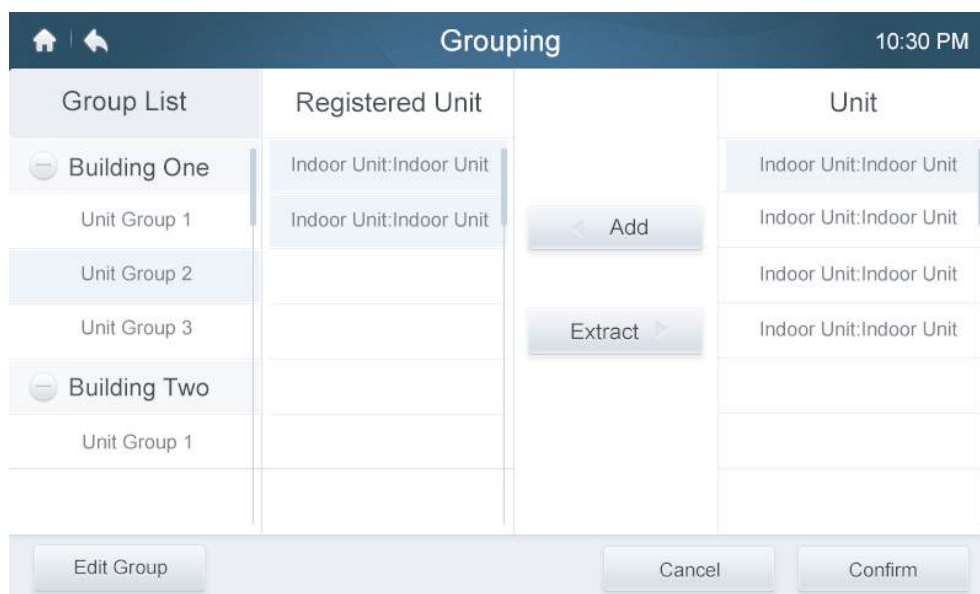 Grouping
10:30 PM
Group List
Registered Unit
Unit
Building One
Unit Group 1
Unit Group 2
Unit Group 3
Building Two
Unit Group 1
Indoor Unit:Indoor Unit
Indoor Unit:Indoor Unit
Add
Extract
Indoor Unit:Indoor Unit
Indoor Unit:Indoor Unit
Indoor Unit:Indoor Unit
Indoor Unit:Indoor Unit
Edit Group
Cancel
Confirm